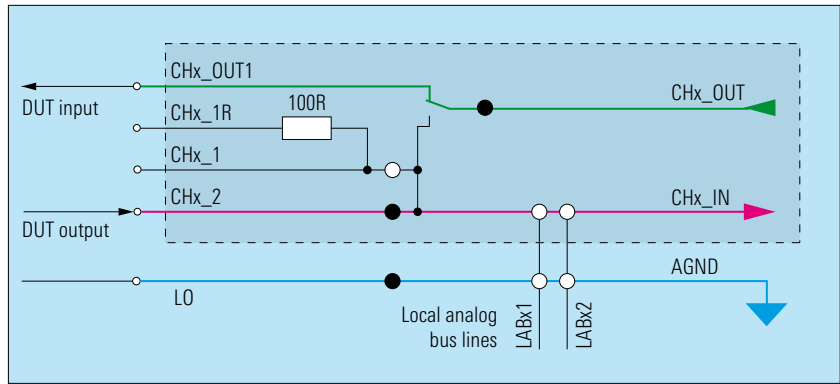 CHx_OUT1
DUT input
CHx_OUT
CHx_1R
100R
CHx_1
CHx_2
CHx_IN
DUT output
LO
AGND
Local analog
bus lines
LABx1
LABx2